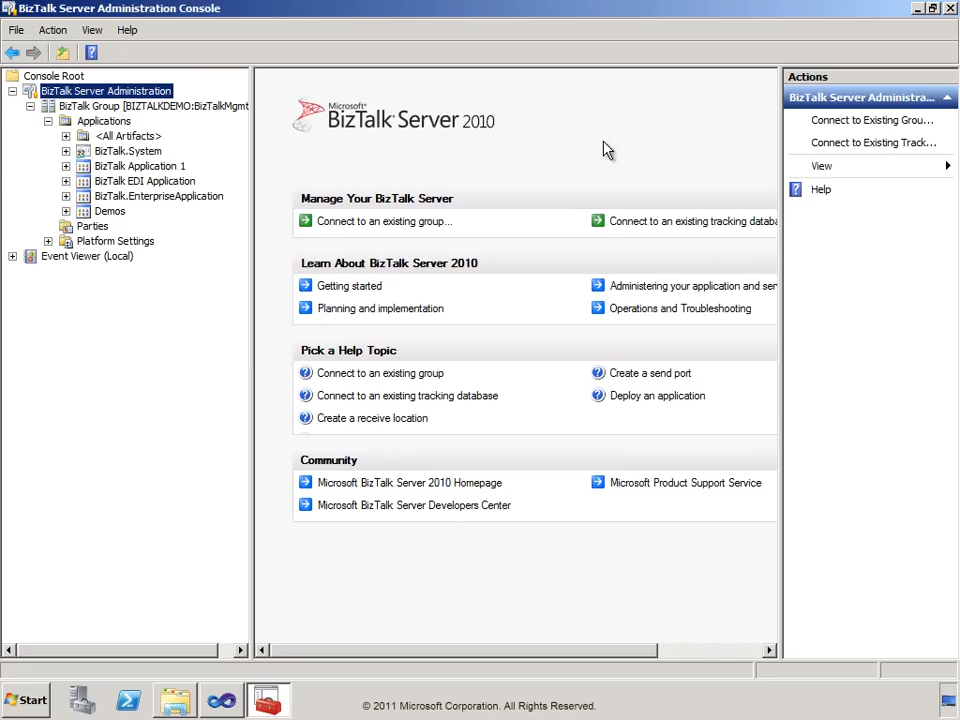 BizTalk Server Administration Console
File Action View Help
Console Root
BizTalk Server Administration
BizTalk Group [BIZTALKDEMO:BizTalkMgmt
Applications
<All Artifacts>
BizTalk.System
BizTalk Application 1
BizTalk EDI Application
BizTalk.EnterpriseApplication
Demos
Parties
Platform Settings
Event Viewer (Local)
Microsoft®
BizTalk Server 2010
Manage Your BizTalk Server
Connect to an existing group...
Connect to an existing tracking databa
Learn About BizTalk Server 2010
Getting started
Administering your application and ser
Planning and implementation
Operations and Troubleshooting
Pick a Help Topic
Connect to an existing group
Create a send port
Connect to an existing tracking database
Deploy an application
Create a receive location
Community
Microsoft BizTalk Server 2010 Homepage
Microsoft Product Support Service
Microsoft BizTalk Server Developers Center
Actions
BizTalk Server Administra...
Connect to Existing Grou...
Connect to Existing Track...
View
Help
Start
© 2011 Microsoft Corporation. All Rights Reserved.